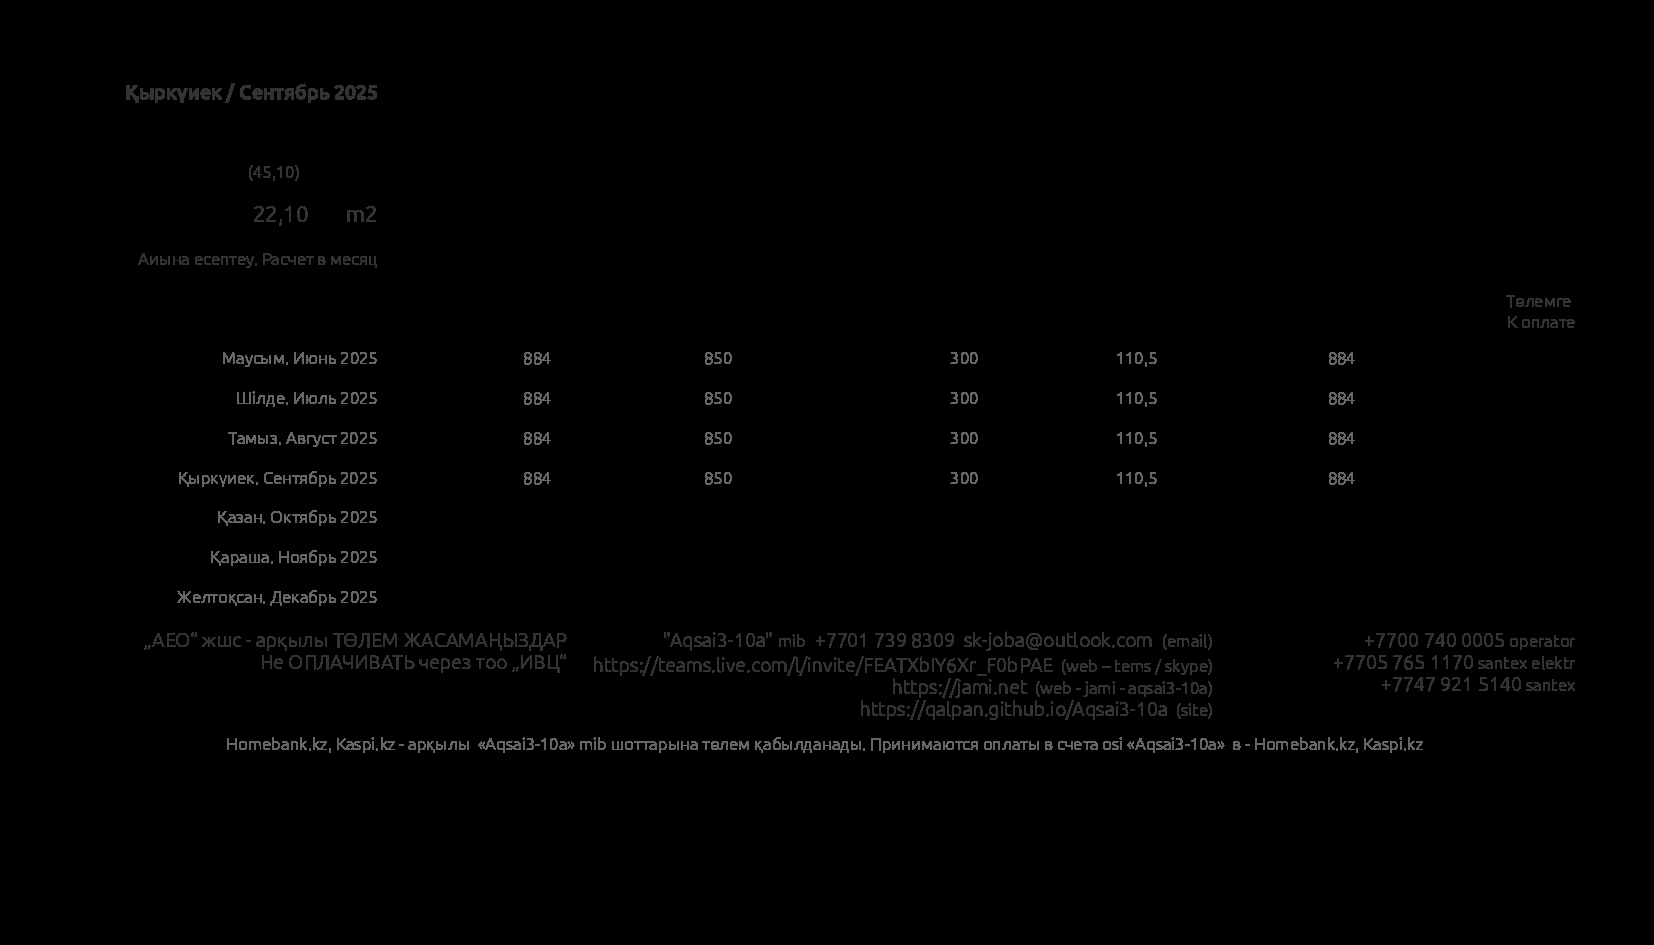 Қыркүиек / Сентябрь 2025
(45,10)
22,10 m2
Аиына есептеу. Расчет в месяц
Төлемге
К оплате
Маусым. Июнь 2025 884 850 300 110,5 884
Шілде. Июль 2025 884 850 300 110,5 884
Тамыз. Август 2025 884 850 300 110,5 884
Қыркүиек. Сентябрь 2025 884 850 300 110,5 884
Қазан. Октябрь 2025
Қараша. Ноябрь 2025
Желтоқсан. Декабрь 2025
„АЕО“ жшс - арқылы ТӨЛЕМ ЖАСАМАҢЫЗДАР
Не ОПЛАЧИВАТЬ через тоо „ИВЦ“
"Aqsai3-10a" mib +7701 739 8309 sk-joba@outlook.com (email)
https://teams.live.com/l/invite/FEATXbIY6Xr_F0bPAE (web – tems / skype)
https://jami.net (web - jami - aqsai3-10a)
https://qalpan.github.io/Aqsai3-10a (site)
+7700 740 0005 operator
+7705 765 1170 santex elektr
+7747 921 5140 santex
Homebank.kz, Kaspi.kz - арқылы «Aqsai3-10a» mib шоттарына төлем қабылданады. Принимаются оплаты в счета osi «Aqsai3-10a» в - Homebank.kz, Kaspi.kz